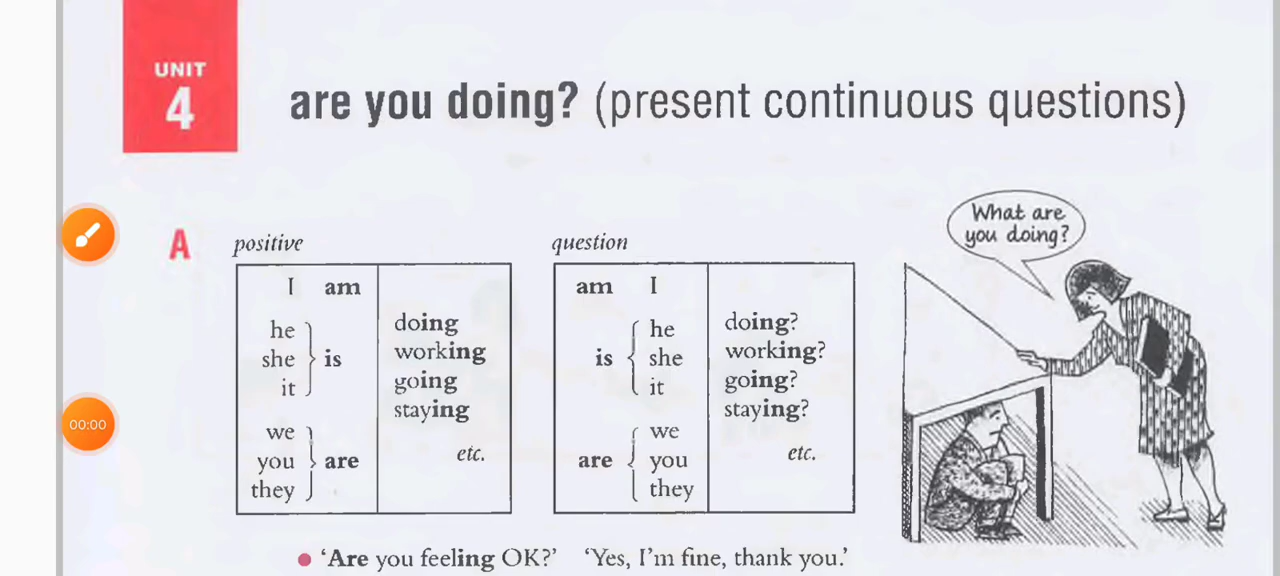 UNIT
4
are you doing? (present continuous questions)
A
positive
I am
he
she is
it
we
you are
they
doing
working
going
staying
etc.
question
am I
he
is she
it
we
are you
they
doing?
working?
going?
staying?
etc.
What are
you doing?
• ‘Are you feeling OK?’ ‘Yes, I’m fine, thank you.’
00:00